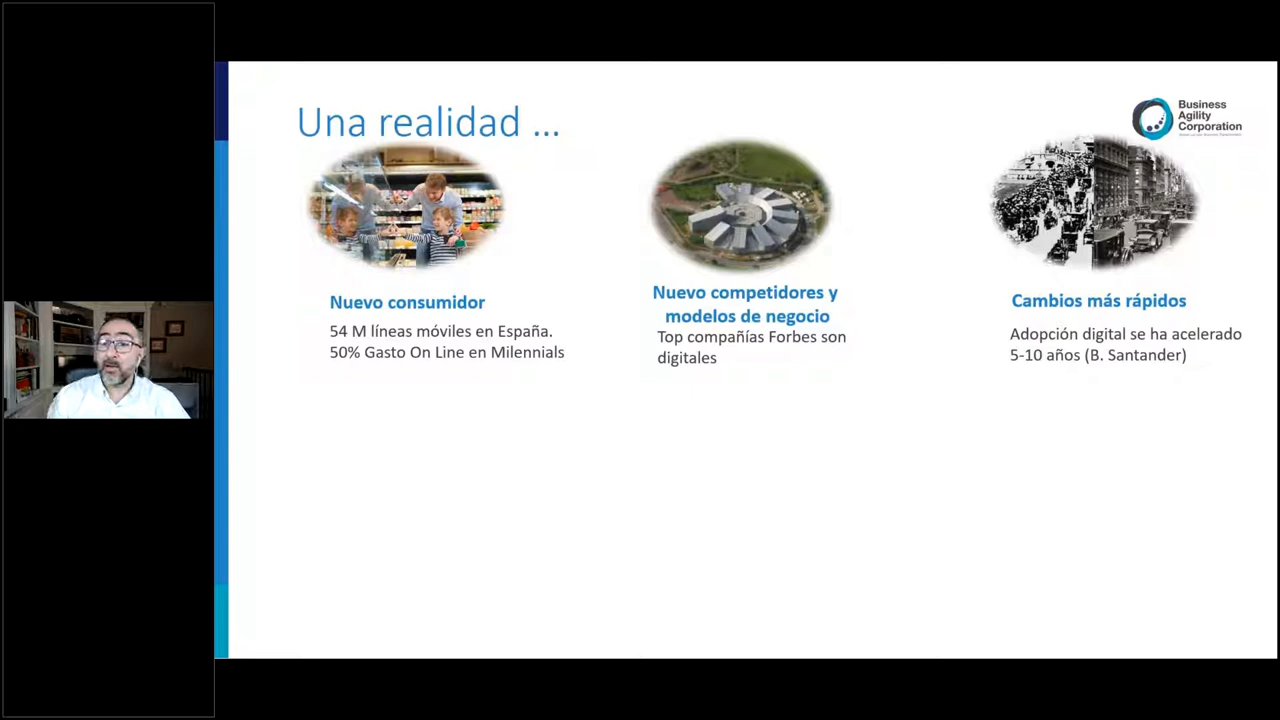 Una realidad ...
Business
Agility
Corporation
Nuevo consumidor
54 M líneas móviles en España.
50% Gasto On Line en Milennials
Nuevo competidores y
modelos de negocio
Top compañías Forbes son
digitales
Cambios más rápidos
Adopción digital se ha acelerado
5-10 años (B. Santander)